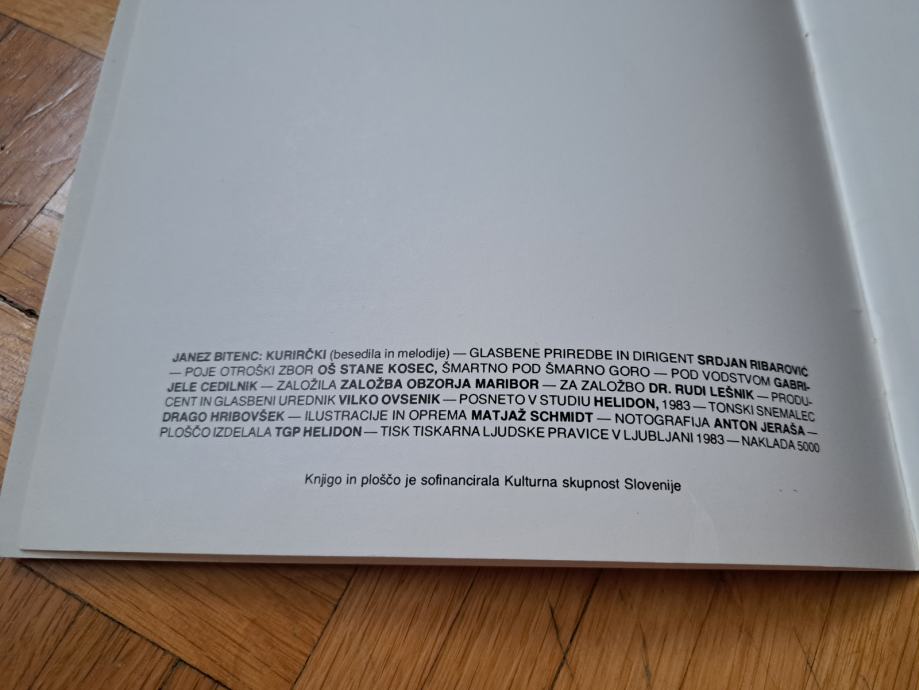 JANEZ BITENC: KURIRČKI (besedila in melodije) — GLASBENE PRIREDBE IN DIRIGENT SRDJAN RIBAROVIČ
— POJE OTROŠKI ZBOR OŠ STANE KOSEC, ŠMARTNO POD ŠMARNO GORO — POD VODSTVOM GABRI-
JELE CEDILNIK — ZALOŽILA ZALOŽBA OBZORJA MARIBOR — ZA ZALOŽBO DR. RUDI LEŠNIK — PRODU-
CENT IN GLASBENI UREDNIK VILKO OVSENIK — POSNETO V STUDIU HELIDON, 1983 — TONSKI SNEMALEC
DRAGO HRIBOVŠEK — ILUSTRACIJE IN OPREMA MATJAŽ SCHMIDT — NOTOGRAFIJA ANTON JERAŠA —
PLOŠČO IZDELALA TGP HELIDON — TISK TISKARNA LJUDSKE PRAVICE V LJUBLJANI 1983 — NAKLADA 5000
Knjigo in ploščo je sofinancirala Kulturna skupnost Slovenije